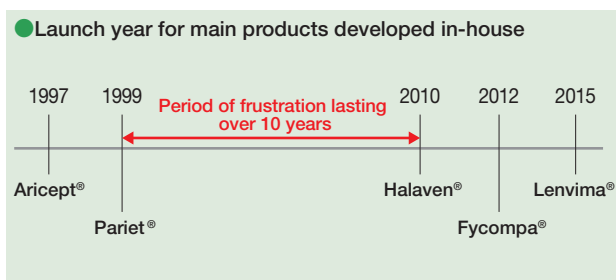 Launch year for main products developed in-house
1997 1999 2010 2012 2015
Period of frustration lasting
over 10 years
Aricept® Halaven® Lenvima®
Pariet® Fycompa®